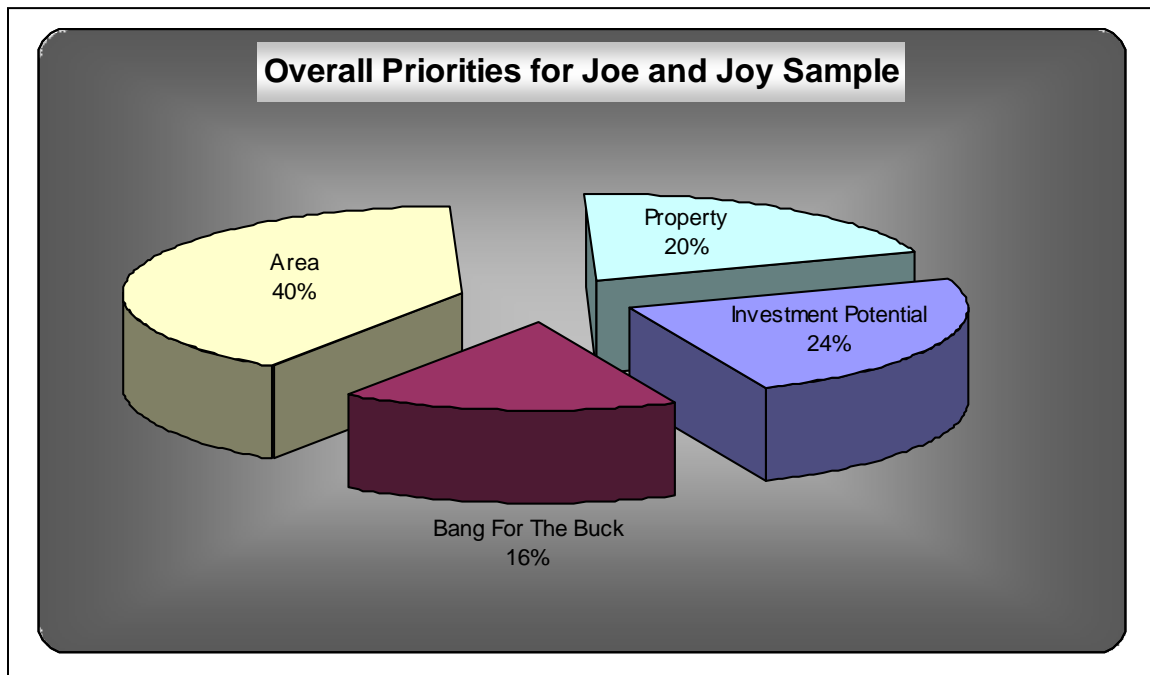 Overall Priorities for Joe and Joy Sample
Property
20%
Area
40%
Investment Potential
24%
Bang For The Buck
16%